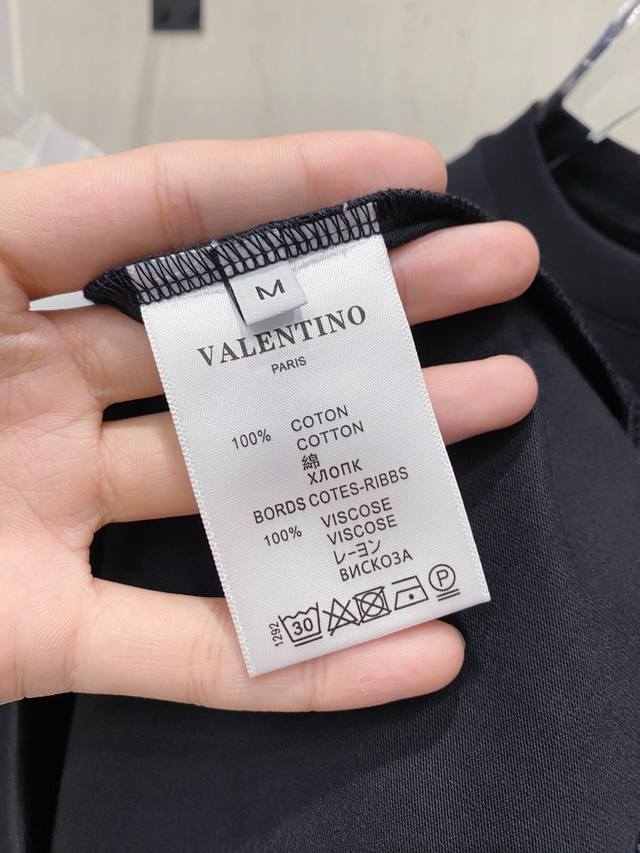 M
VALENTINO
PARIS
100% COTON
COTTON
綿
ХЛОПК
BORDS COTES-RIBBS
100% VISCOSE
VISCOSE
レーヨン
ВИСКОЗА
1292
30
P